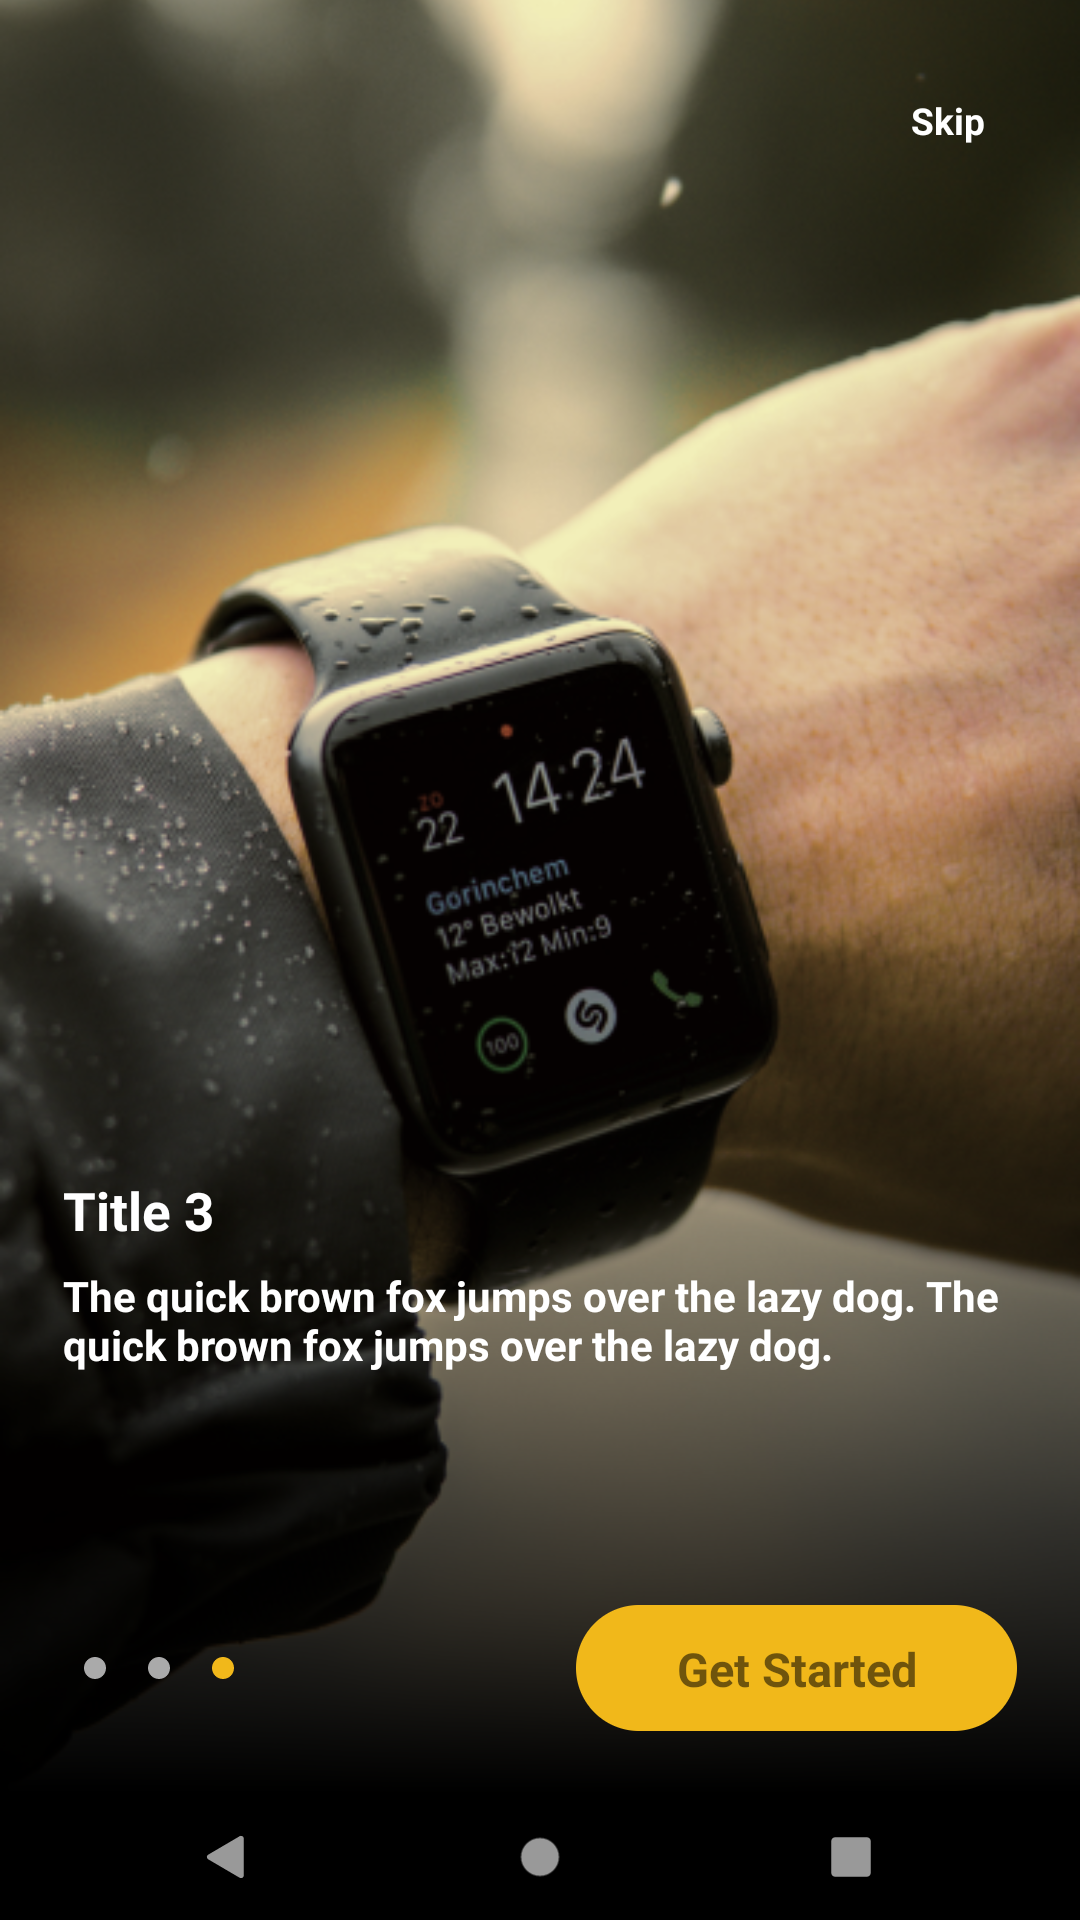 Skip
14:24
ZO
22
Gorinchem
12° Bewolkt
Max:12 Min:9
100
Title 3
The quick brown fox jumps over the lazy dog. The
quick brown fox jumps over the lazy dog.
Get Started